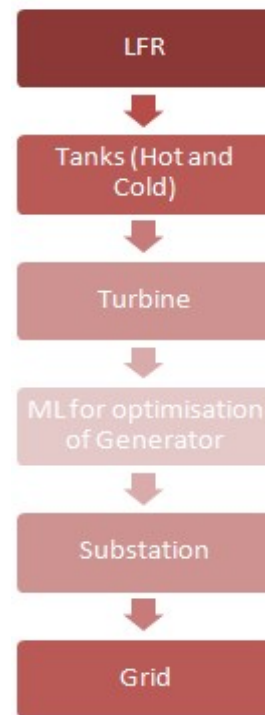 LFR
Tanks (Hot and
Cold)
Turbine
ML for optimisation
of Generator
Substation
Grid